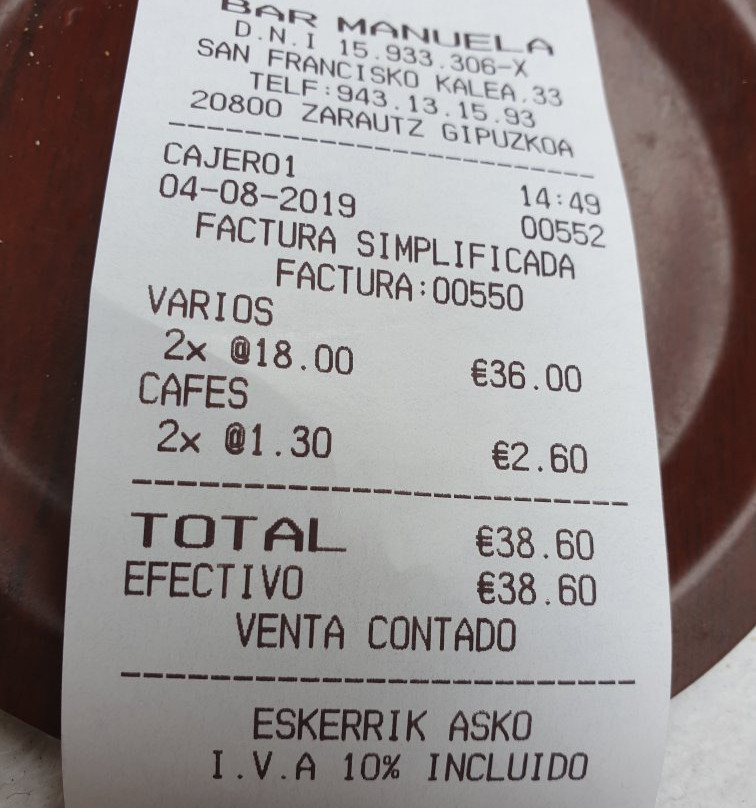 BAR MANUELA
D.N.I 15.933.306-X
SAN FRANCISKO KALEA.33
TELF:943.13.15.93
20800 ZARAUTZ GIPUZKOA
CAJERO1 14:49
04-08-2019 00552
FACTURA SIMPLIFICADA
FACTURA:00550
VARIOS
2x @18.00 €36.00
CAFES
2x @1.30 €2.60
TOTAL €38.60
EFECTIVO €38.60
VENTA CONTADO
ESKERRIK ASKO
I.V.A 10% INCLUIDO